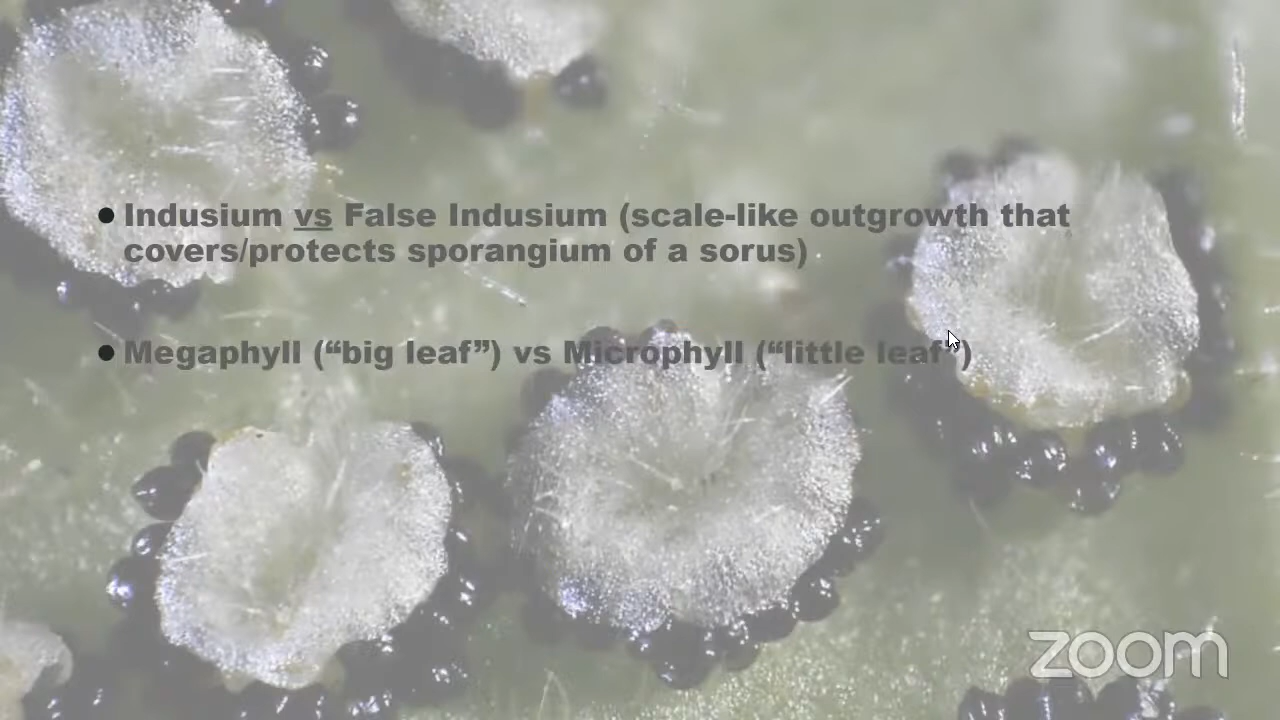 • Indusium vs False Indusium (scale-like outgrowth that
covers/protects sporangium of a sorus)
• Megaphyll (“big leaf”) vs Microphyll (“little leaf”)
zoom